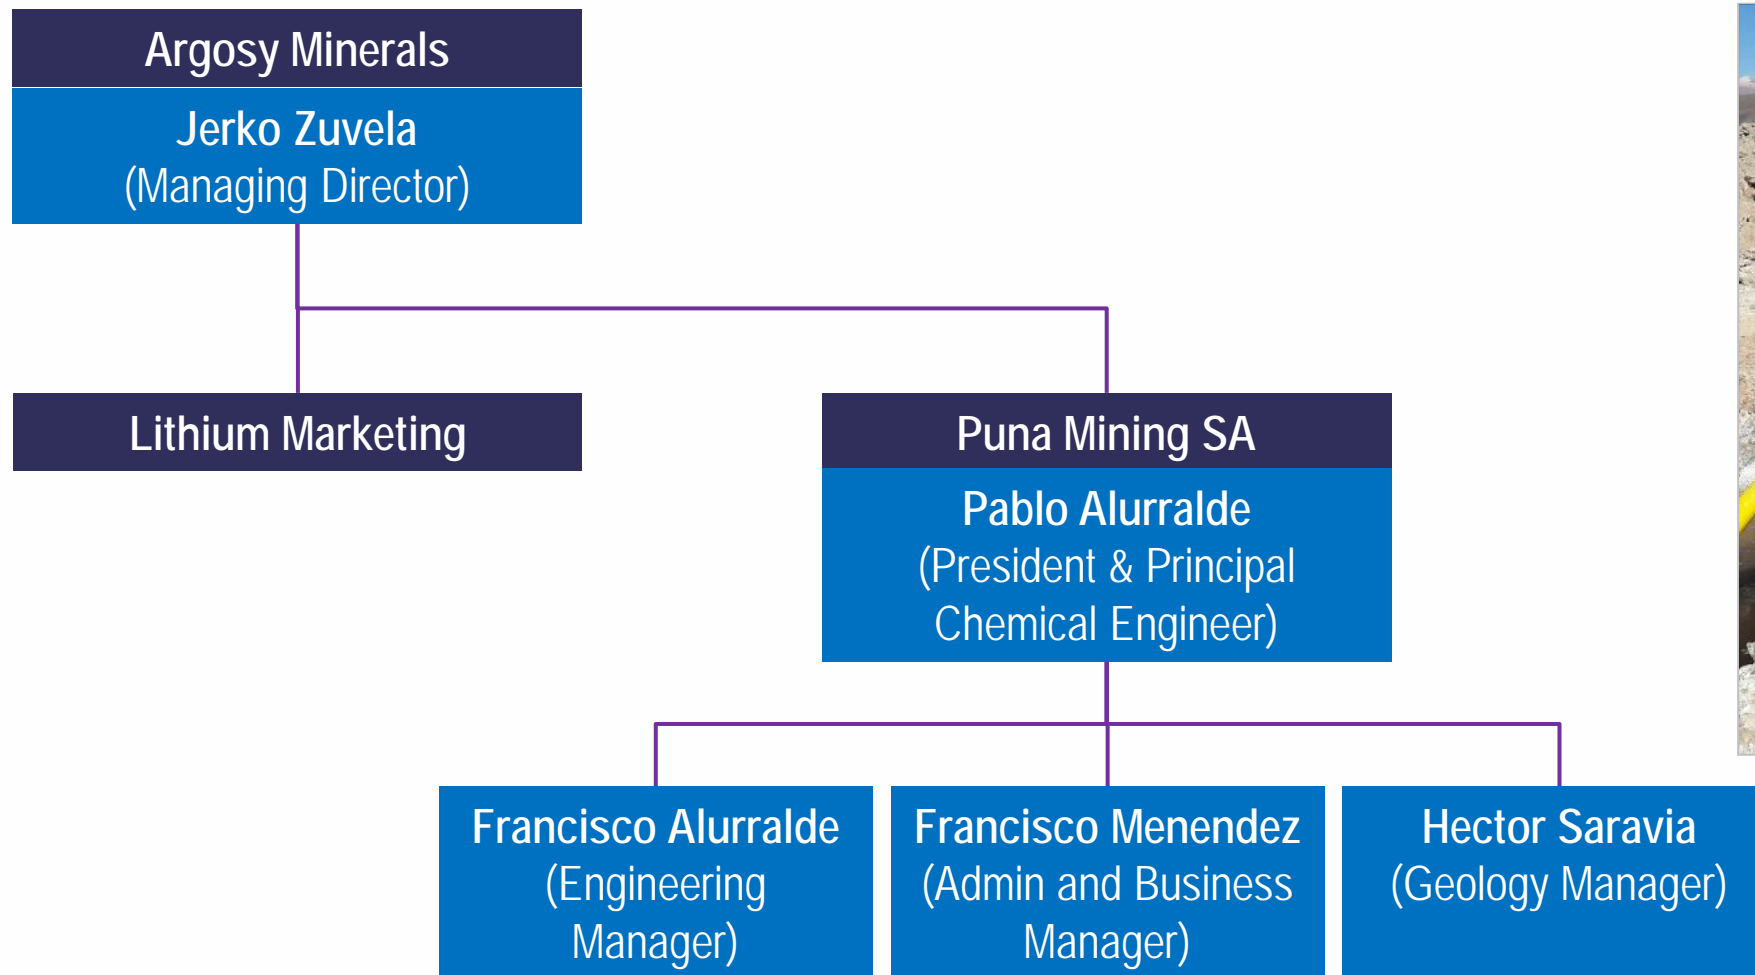 Argosy Minerals
Jerko Zuvela
(Managing Director)
Lithium Marketing
Puna Mining SA
Pablo Alurralde
(President & Principal
Chemical Engineer)
Francisco Alurralde
(Engineering
Manager)
Francisco Menendez
(Admin and Business
Manager)
Hector Saravia
(Geology Manager)